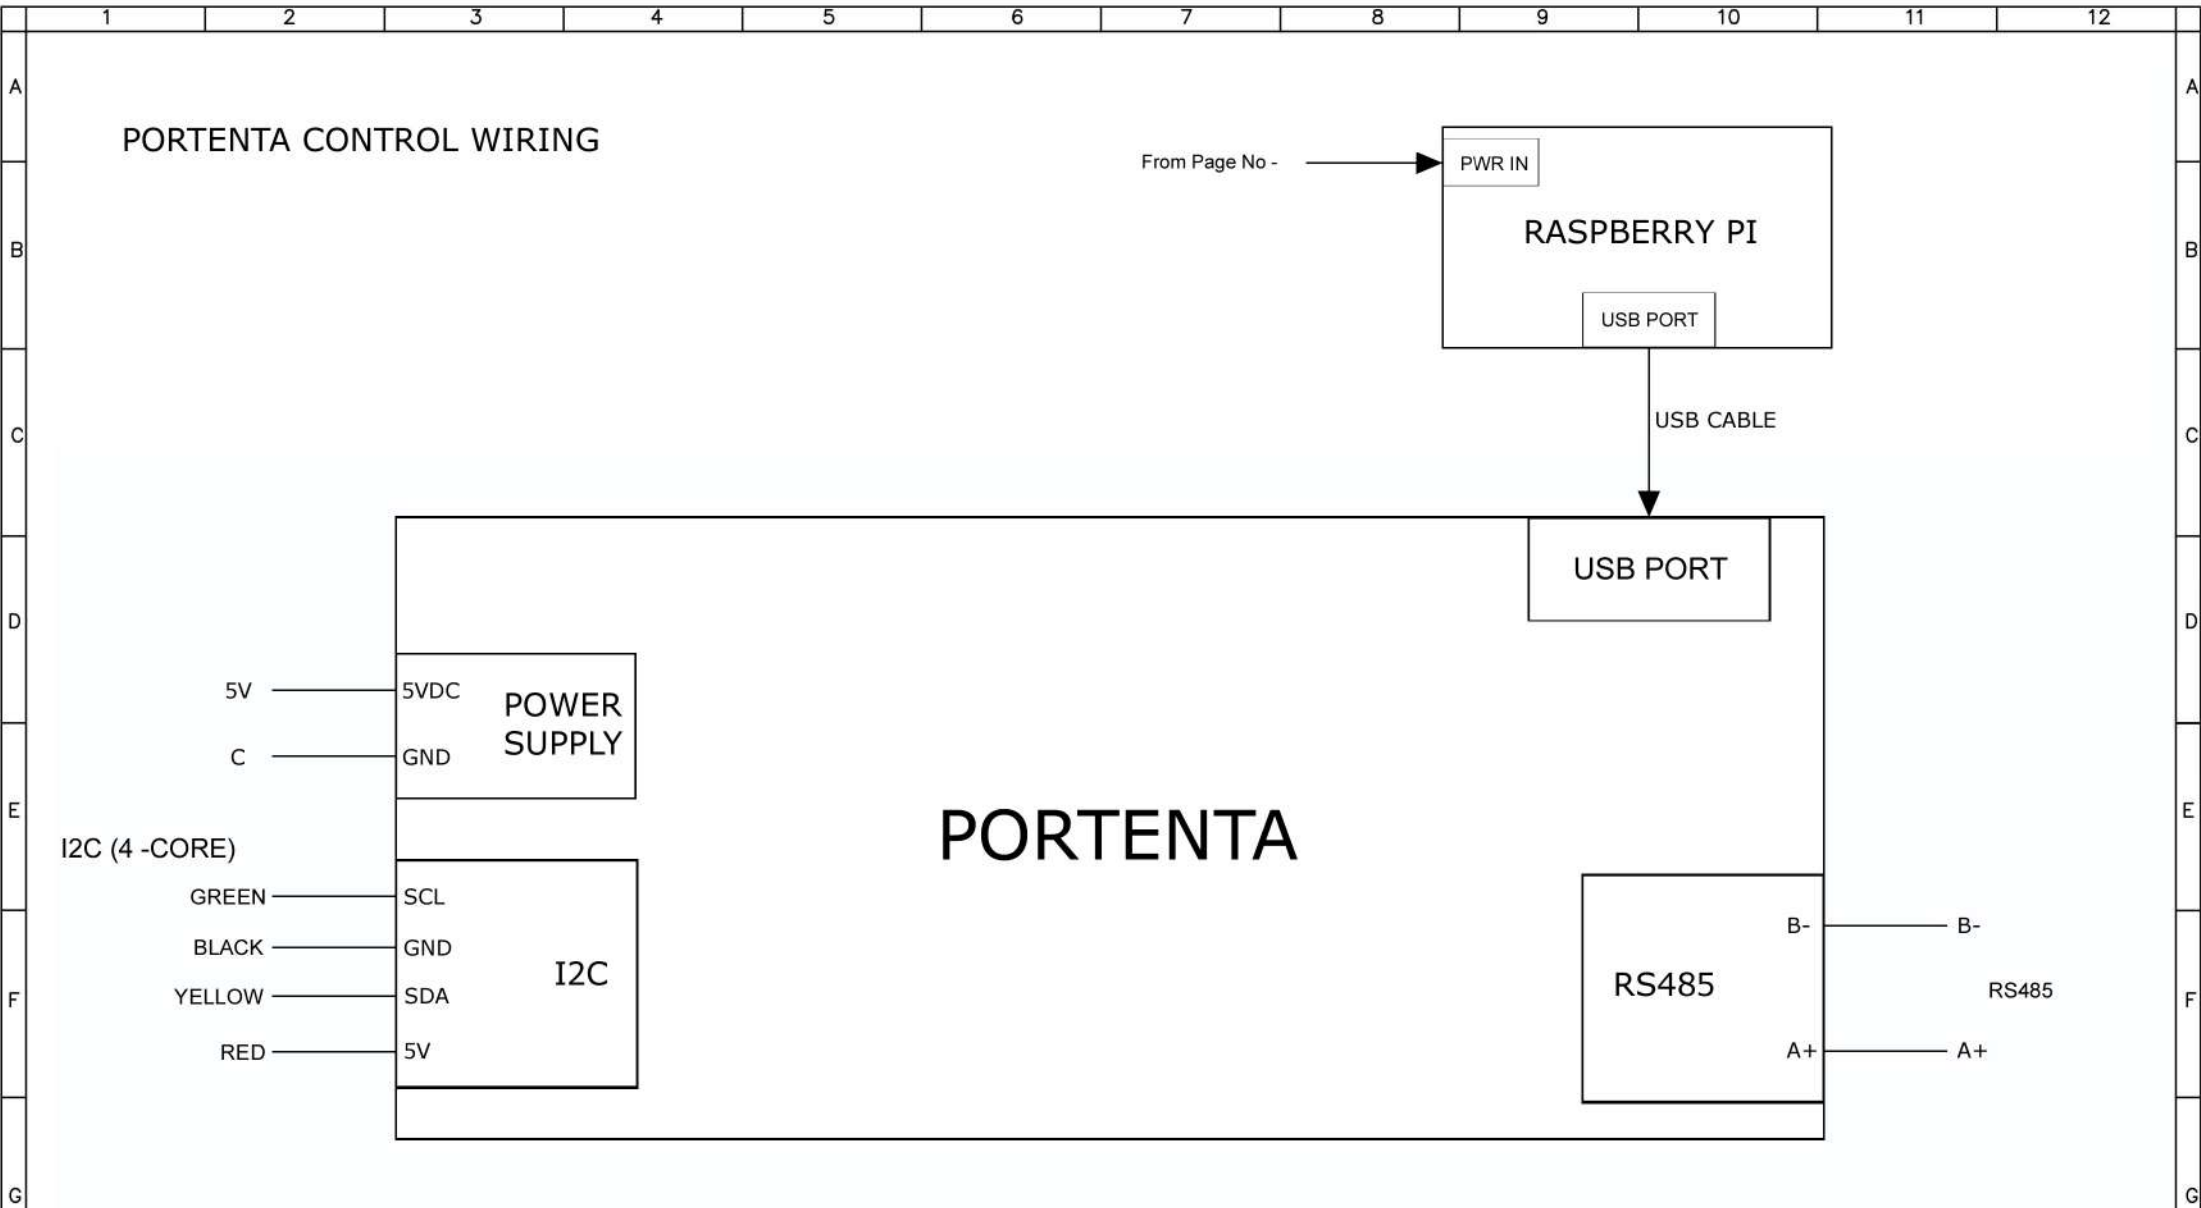 1 2 3 4 5 6 7 8 9 10 11 12
A A
PORTENTA CONTROL WIRING
From Page No - PWR IN
RASPBERRY PI
B B
USB PORT
USB CABLE
C C
USB PORT
D D
5V 5VDC
POWER
SUPPLY
C GND
E E
PORTENTA
I2C (4 -CORE)
GREEN SCL
BLACK GND
I2C
YELLOW SDA
RED 5V
B- B-
RS485 RS485
F F
A+ A+
G G